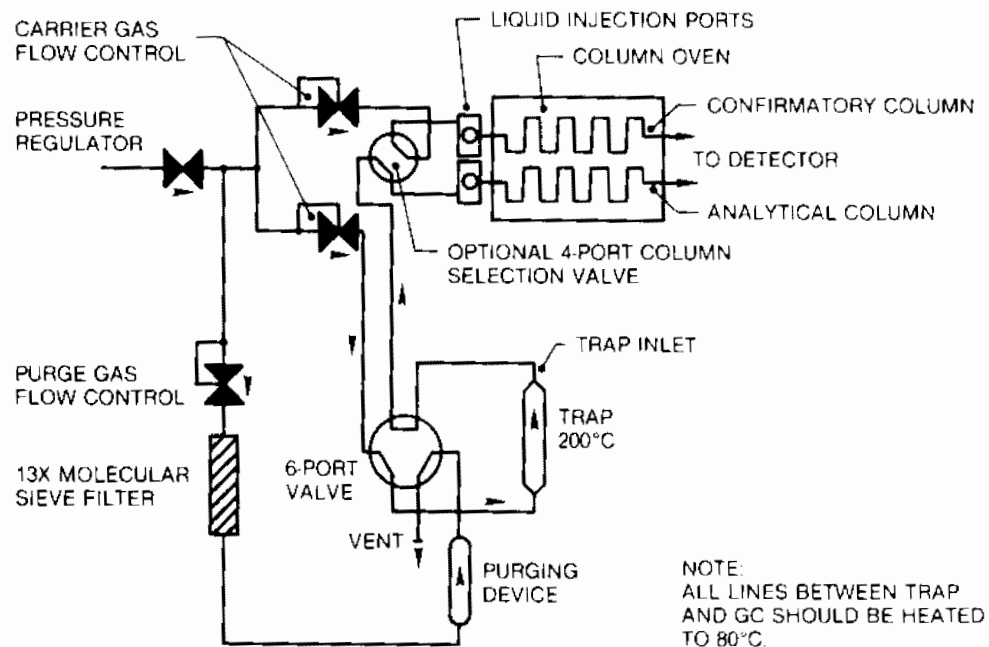 CARRIER GAS
FLOW CONTROL
LIQUID INJECTION PORTS
COLUMN OVEN
CONFIRMATORY COLUMN
PRESSURE
REGULATOR
TO DETECTOR
ANALYTICAL COLUMN
OPTIONAL 4-PORT COLUMN
SELECTION VALVE
TRAP INLET
PURGE GAS
FLOW CONTROL
TRAP
200°C
13X MOLECULAR
SIEVE FILTER
6-PORT
VALVE
VENT
PURGING
DEVICE
NOTE:
ALL LINES BETWEEN TRAP
AND GC SHOULD BE HEATED
TO 80°C.